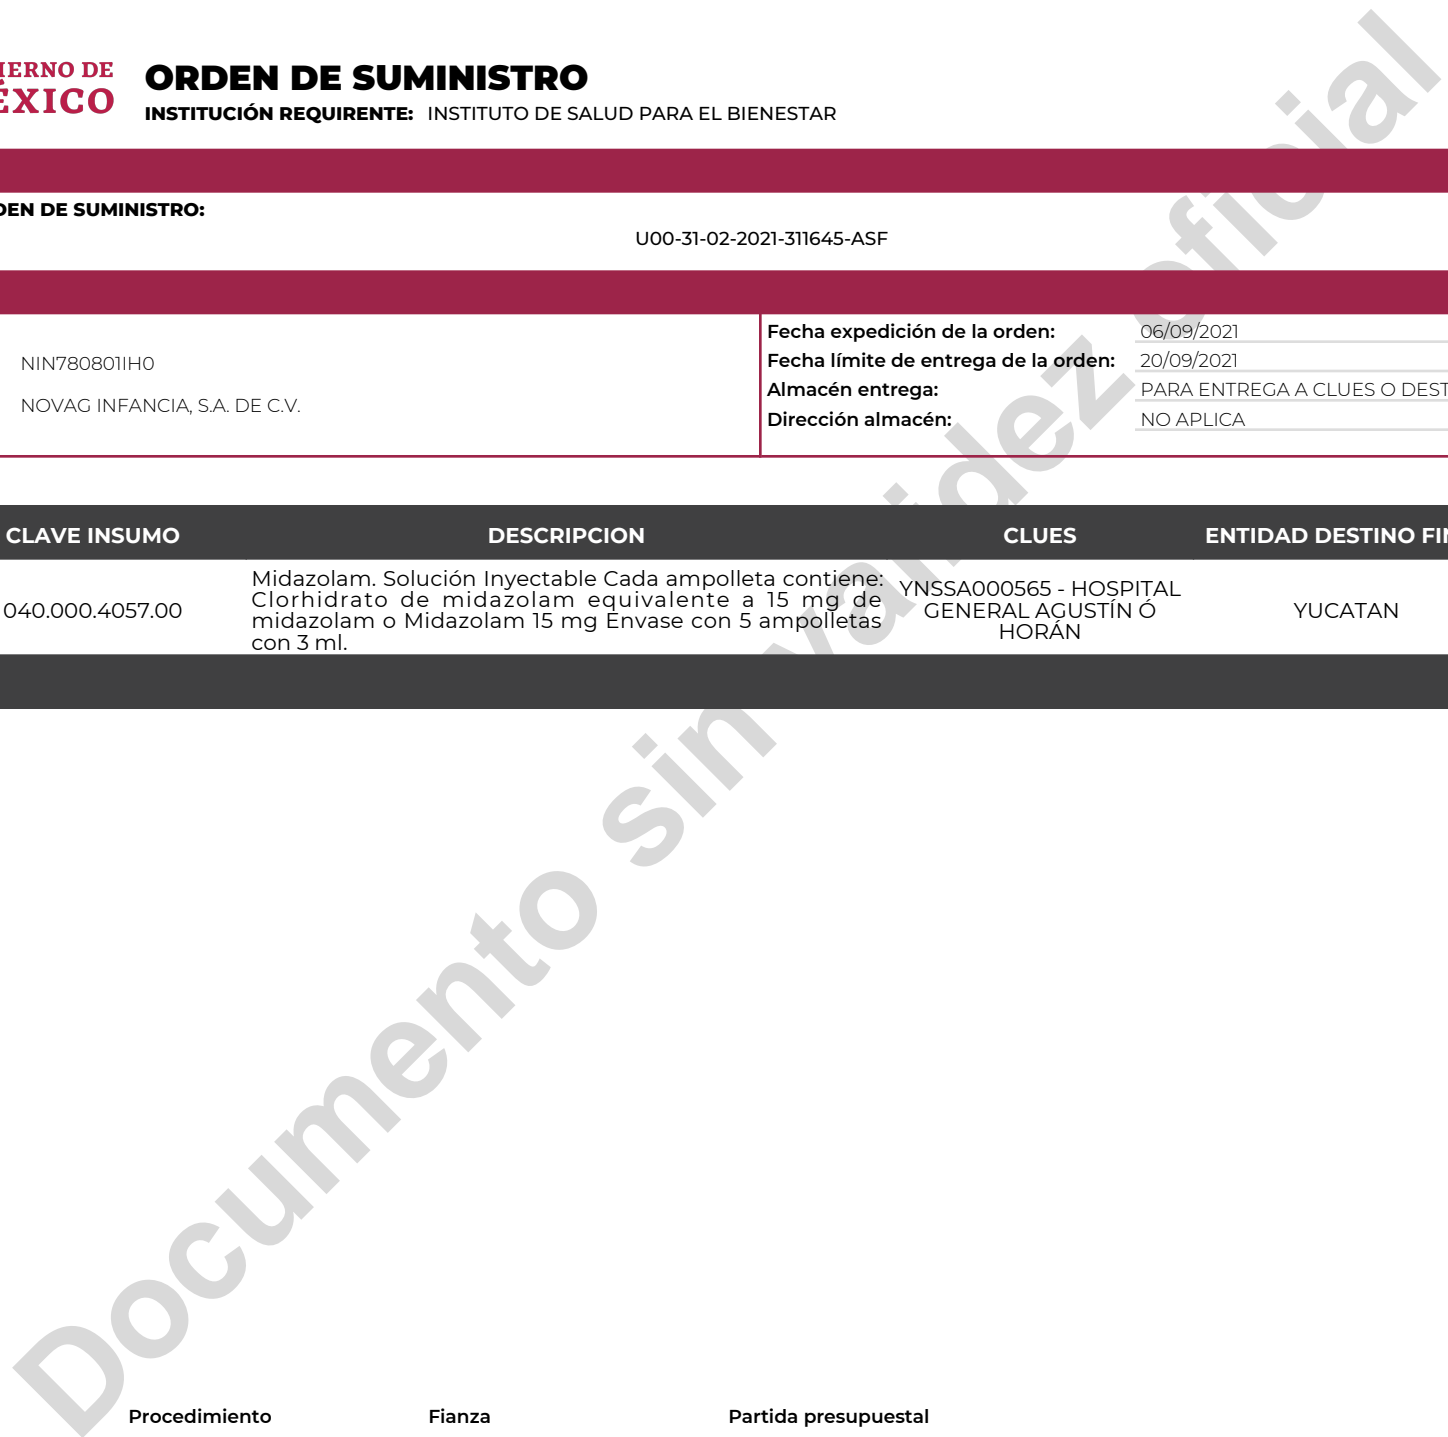 IERNO DE
ÉXICO
ORDEN DE SUMINISTRO
INSTITUCIÓN REQUIRENTE: INSTITUTO DE SALUD PARA EL BIENESTAR
DEN DE SUMINISTRO:
U00-31-02-2021-311645-ASF
NIN780801IH0
NOVAG INFANCIA, S.A. DE C.V.
Fecha expedición de la orden: 06/09/2021
Fecha límite de entrega de la orden: 20/09/2021
Almacén entrega: PARA ENTREGA A CLUES O DEST
Dirección almacén: NO APLICA
CLAVE INSUMO DESCRIPCION CLUES ENTIDAD DESTINO FIN
040.000.4057.00
Midazolam. Solución Inyectable Cada ampolleta contiene:
Clorhidrato de midazolam equivalente a 15 mg de
midazolam o Midazolam 15 mg Envase con 5 ampolletas
con 3 ml.
YNSSA000565 - HOSPITAL
GENERAL AGUSTÍN Ó
HORÁN
YUCATAN
Documento sin validez oficial
Procedimiento Fianza Partida presupuestal